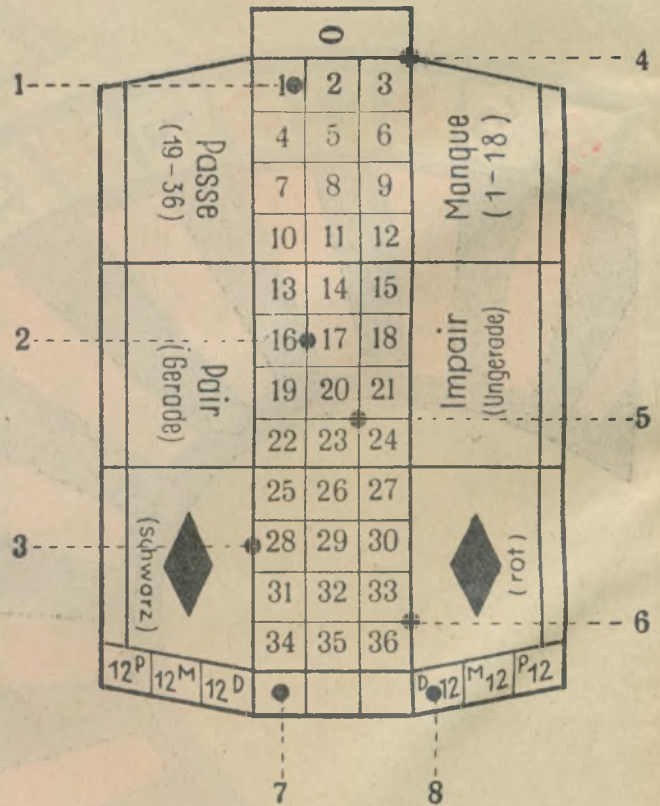 0
1 2 3
4 5 6
7 8 9
10 11 12
13 14 15
16 17 18
19 20 21
22 23 24
25 26 27
28 29 30
31 32 33
34 35 36
Passe
(19-36)
Manque
(1-18)
Pair
(Gerade)
Impair
(Ungerade)
(schwarz)
(rot)
12P 12M 12D
D12 M12 P12
1
2
3
4
5
6
7
8